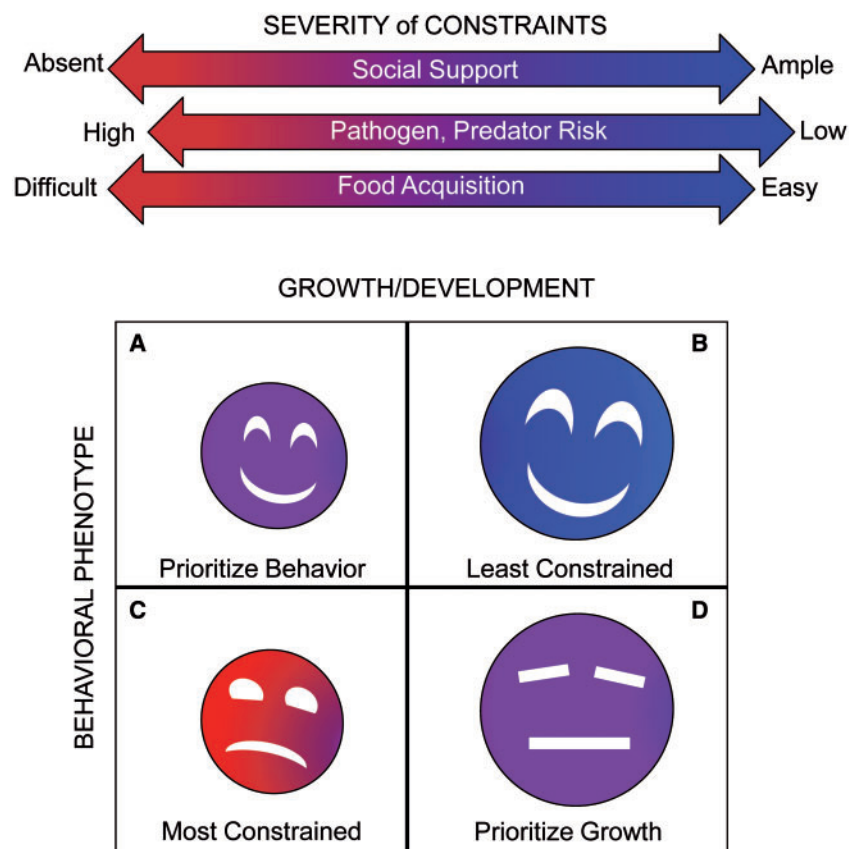 SEVERITY of CONSTRAINTS
Absent Social Support Ample
High Pathogen, Predator Risk Low
Difficult Food Acquisition Easy
GROWTH/DEVELOPMENT
BEHAVIORAL PHENOTYPE
A
Prioritize Behavior
B
Least Constrained
C
Most Constrained
D
Prioritize Growth